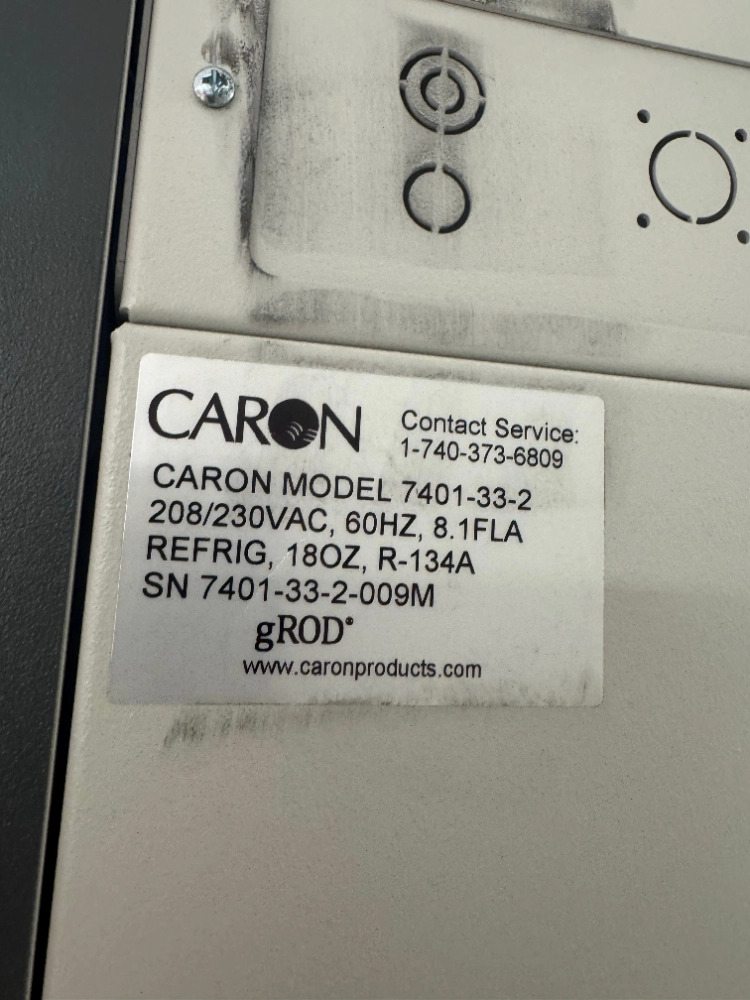 CARON
Contact Service:
1-740-373-6809
CARON MODEL 7401-33-2
208/230VAC, 60HZ, 8.1FLA
REFRIG, 18OZ, R-134A
SN 7401-33-2-009M
gROD®
www.caronproducts.com